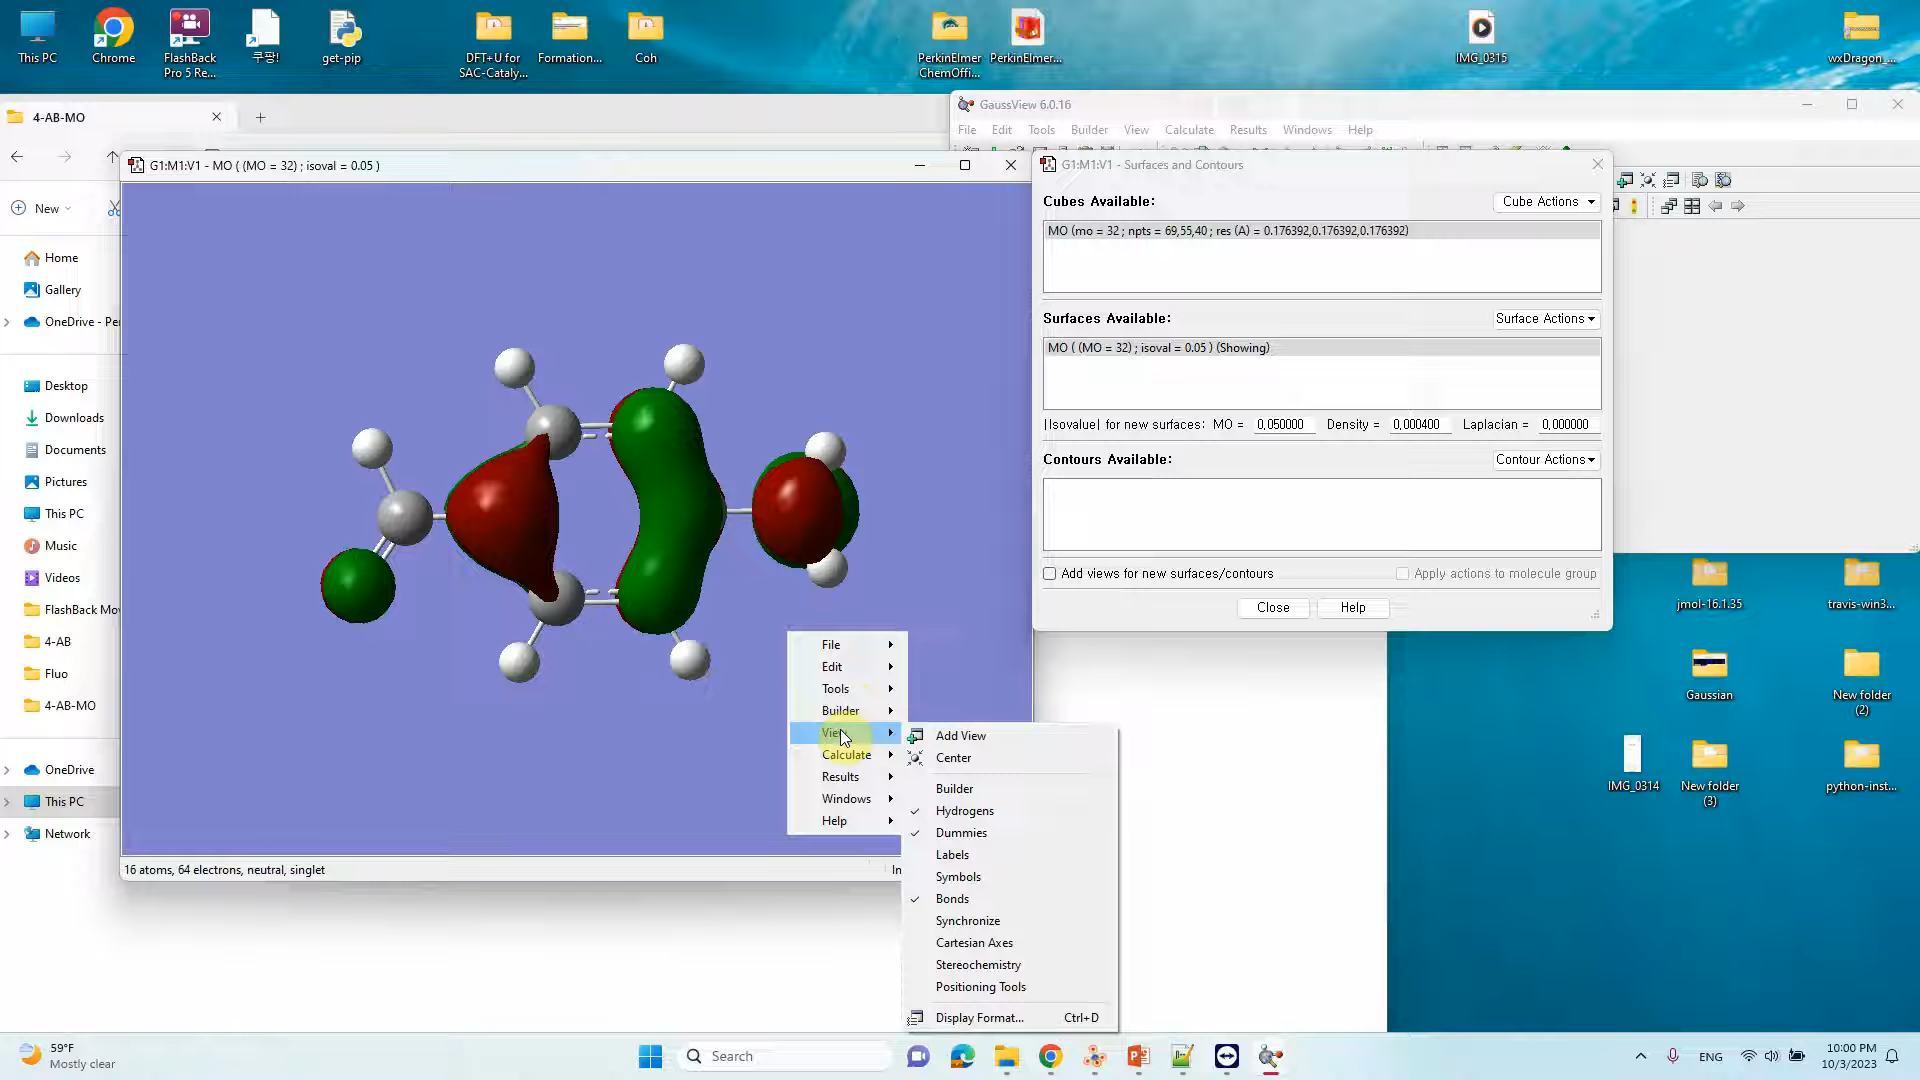 This PC
Chrome
FlashBack
Pro 5 Re...
쿠팡!
get-pip
DFT+U for
SAC-Cataly...
Formation...
Coh
PerkinElmer
ChemOffi...
PerkinElmer...
IMG_0315
wxDragon_...
4-AB-MO
GaussView 6.0.16
File Edit Tools Builder View Calculate Results Windows Help
New
G1:M1:V1 - MO ( (MO = 32) ; isoval = 0.05 )
G1:M1:V1 - Surfaces and Contours
Cubes Available:
Cube Actions
MO (mo = 32 ; npts = 69,55,40 ; res (A) = 0.176392,0.176392,0.176392)
Surfaces Available:
Surface Actions
MO ( (MO = 32) ; isoval = 0.05 ) (Showing)
|Isovalue| for new surfaces: MO = 0,050000 Density = 0,000400 Laplacian = 0,000000
Contours Available:
Contour Actions
Add views for new surfaces/contours
Apply actions to molecule group
Close
Help
Home
Gallery
OneDrive - Per
Desktop
Downloads
Documents
Pictures
This PC
Music
Videos
FlashBack Mov
4-AB
Fluo
4-AB-MO
OneDrive
This PC
Network
File
Edit
Tools
Builder
View
Calculate
Results
Windows
Help
Add View
Center
Builder
Hydrogens
Dummies
Labels
Symbols
Bonds
Synchronize
Cartesian Axes
Stereochemistry
Positioning Tools
Display Format... Ctrl+D
16 atoms, 64 electrons, neutral, singlet
In
jmol-16.1.35
travis-win3...
Gaussian
New folder
(2)
IMG_0314
New folder
(3)
python-inst...
59°F
Mostly clear
Search
ENG
10:00 PM
10/3/2023